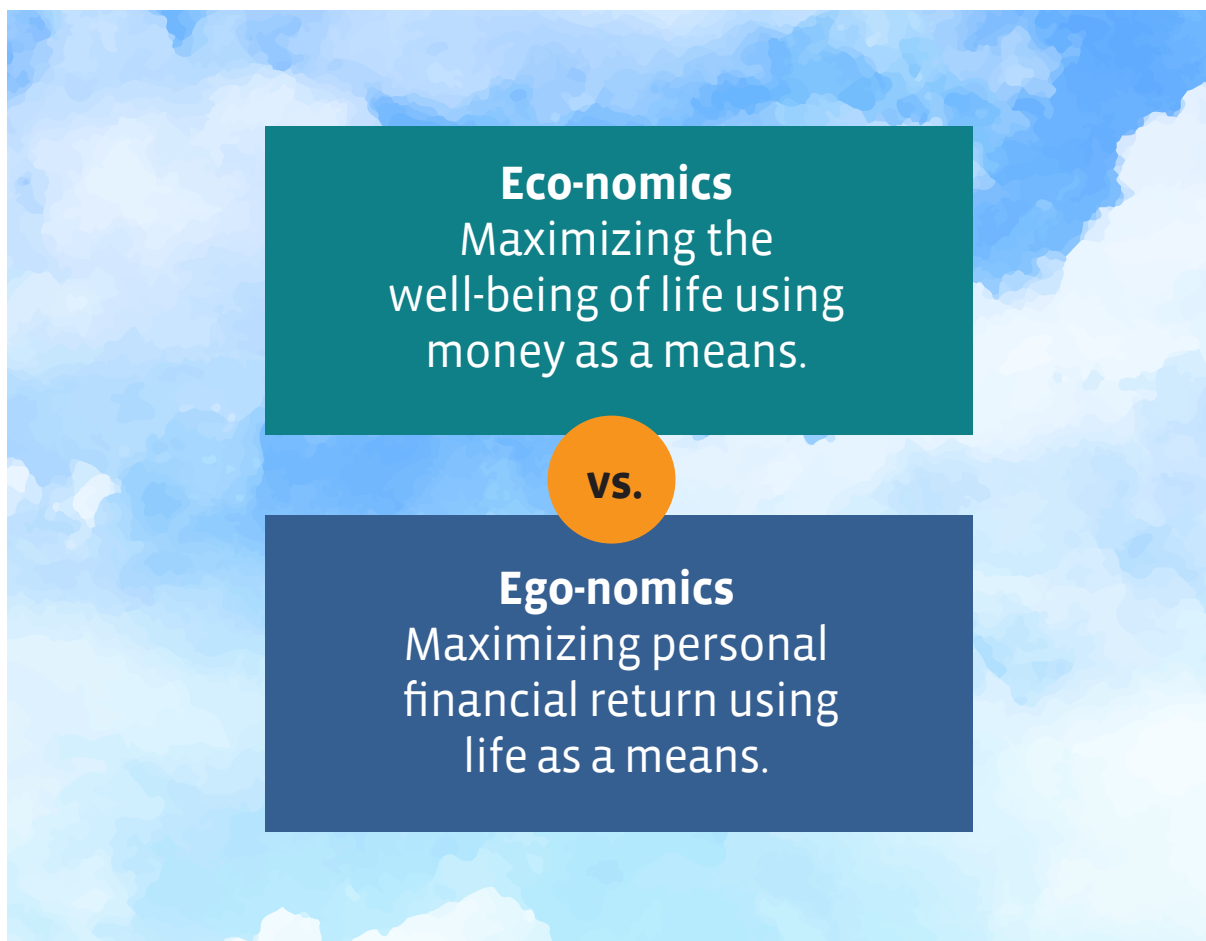 Eco-nomics
Maximizing the
well-being of life using
money as a means.
vs.
Ego-nomics
Maximizing personal
financial return using
life as a means.